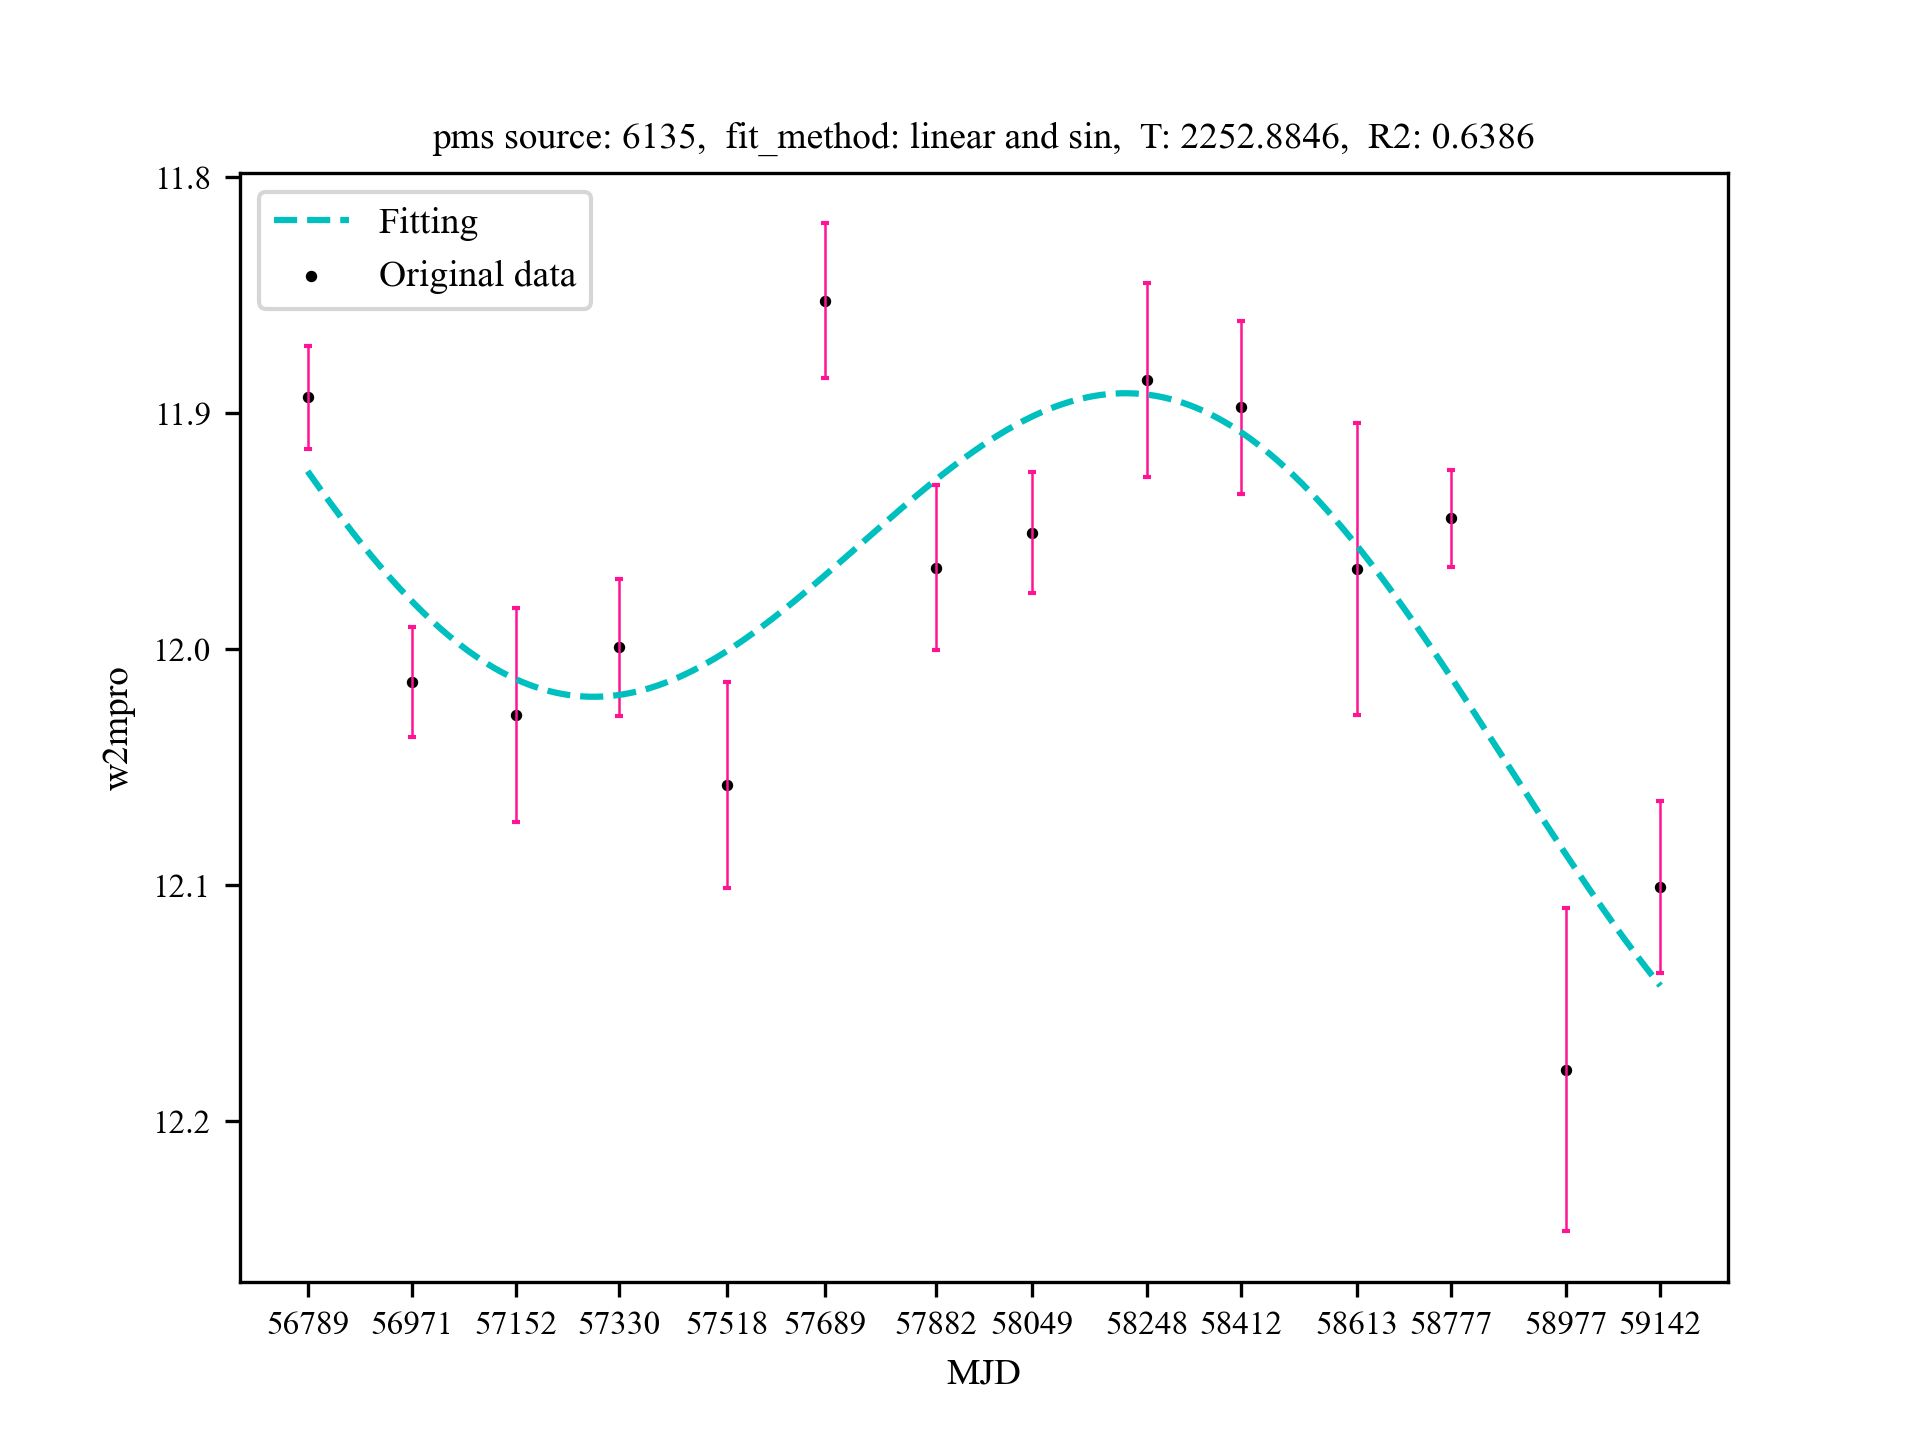 pms source: 6135,  fit_method: linear and sin,  T: 2252.8846,  R2: 0.6386
11.8
Fitting
Original data
11.9
12.0
w2mpro
12.1
12.2
56789 56971 57152 57330 57518 57689 57882 58049 58248 58412 58613 58777 58977 59142
MJD